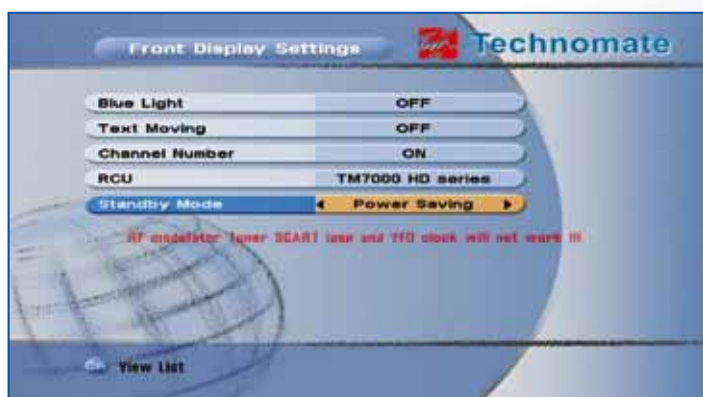 Front Display Settings
Technomate
Blue Light OFF
Text Moving OFF
Channel Number ON
RCU TM7000 HD series
Standby Mode Power Saving
RF modulator Tuner SCART loop and VFD clock will not work !!!
View List